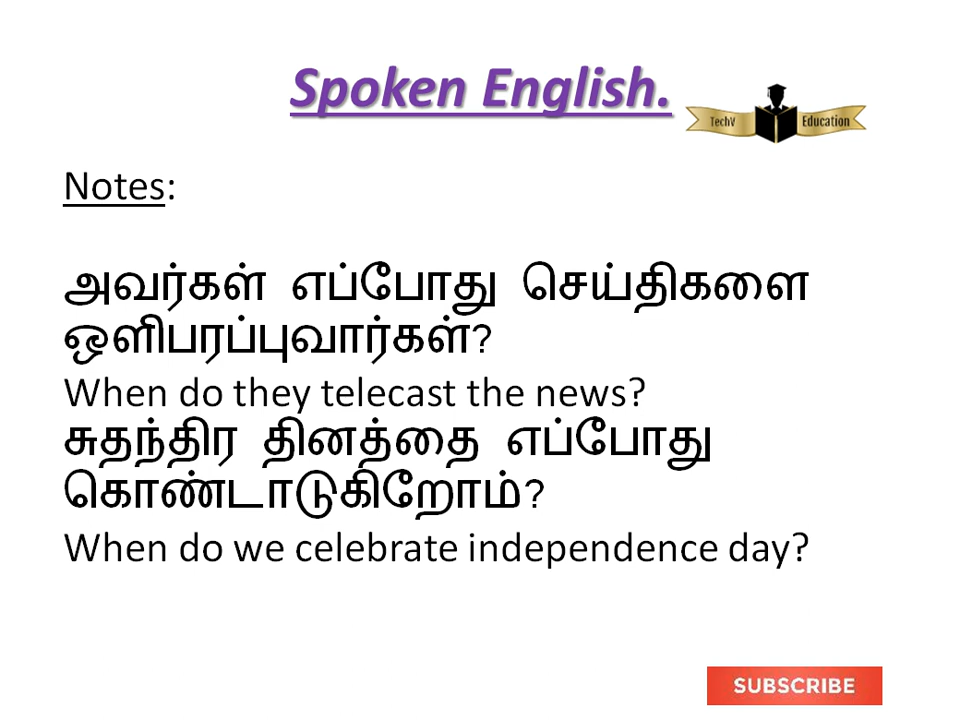 Spoken English.
TechV Education
Notes:
அவர்கள் எப்போது செய்திகளை
ஒளிபரப்புவார்கள்?
When do they telecast the news?
சுதந்திர தினத்தை எப்போது
கொண்டாடுகிறோம்?
When do we celebrate independence day?
SUBSCRIBE